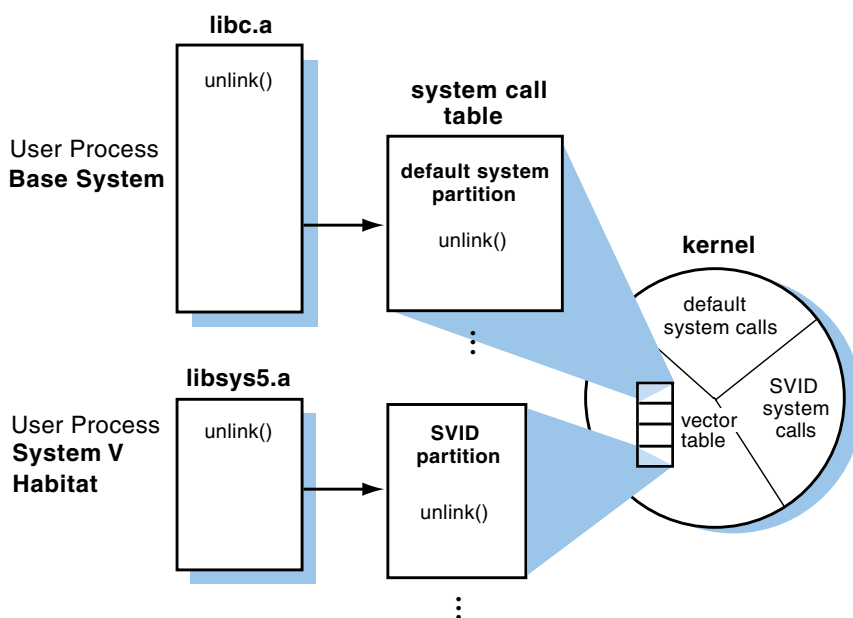 libc.a
unlink()
User Process
Base System
system call
table
default system
partition
unlink()
⋮
kernel
default
system calls
SVID
system
calls
vector
table
libsys5.a
unlink()
User Process
System V
Habitat
SVID
partition
unlink()
⋮